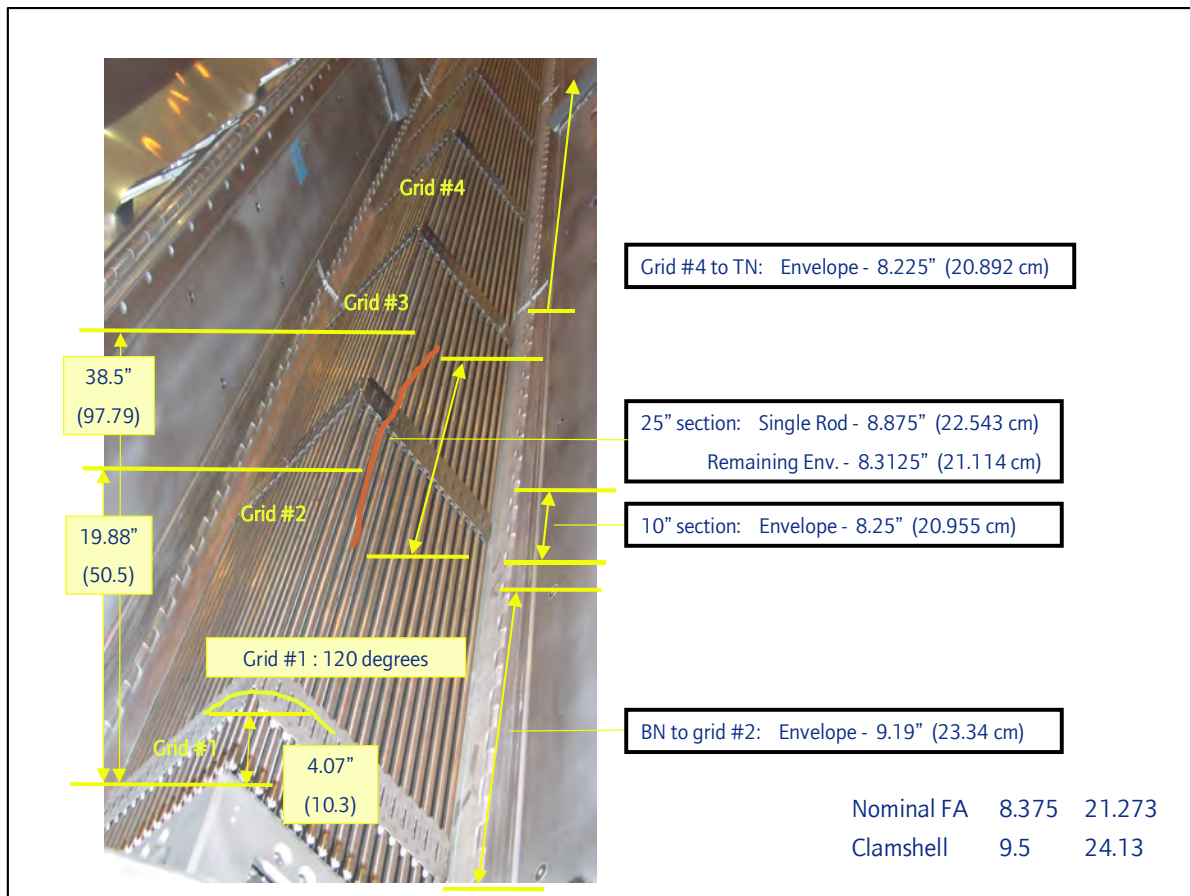 Grid #4
Grid #4 to TN: Envelope - 8.225” (20.892 cm)
Grid #3
38.5”
(97.79)
25” section: Single Rod - 8.875” (22.543 cm)
Remaining Env. - 8.3125” (21.114 cm)
Grid #2
10” section: Envelope - 8.25” (20.955 cm)
19.88”
(50.5)
Grid #1 : 120 degrees
BN to grid #2: Envelope - 9.19” (23.34 cm)
Grid #1
4.07”
(10.3)
Nominal FA 8.375 21.273
Clamshell 9.5 24.13